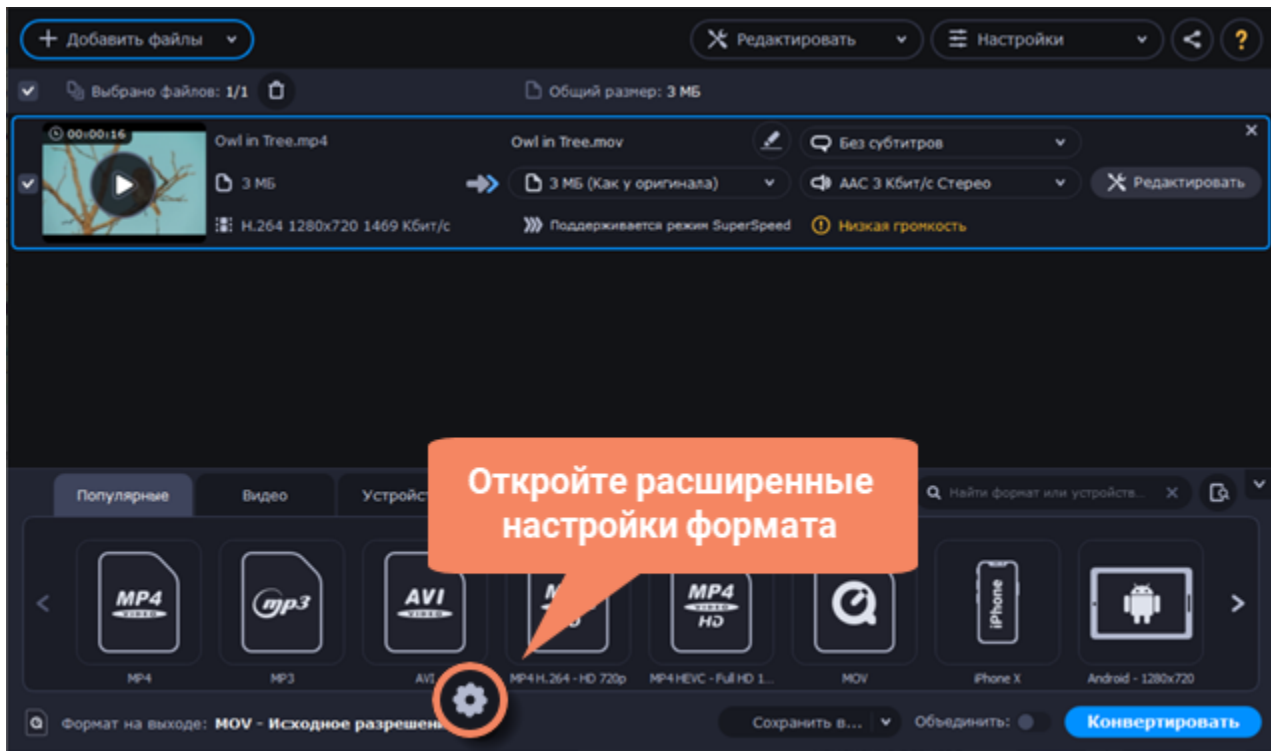 Добавить файлы
Редактировать
Настройки
?
Выбрано файлов: 1/1
Общий размер: 3 МБ
00:00:16
Owl in Tree.mp4
Owl in Tree.mov
Без субтитров
3 МБ
3 МБ (Как у оригинала)
AAC 3 Кбит/с Стерео
Редактировать
H.264 1280x720 1469 Кбит/с
Поддерживается режим SuperSpeed
Низкая громкость
Откройте расширенные
настройки формата
Популярные
Видео
Найти формат или устройств...
MP4
VIDEO
mp3
AVI
VIDEO
MP4
VIDEO
HD
iPhone
MP4
MP3
AVI
MP4 H.264 - HD 720p
MP4 HEVC - Full HD 1...
MOV
iPhone X
Android - 1280x720
Формат на выходе: MOV - Исходное
Сохранить в...
Объединить:
Конвертировать